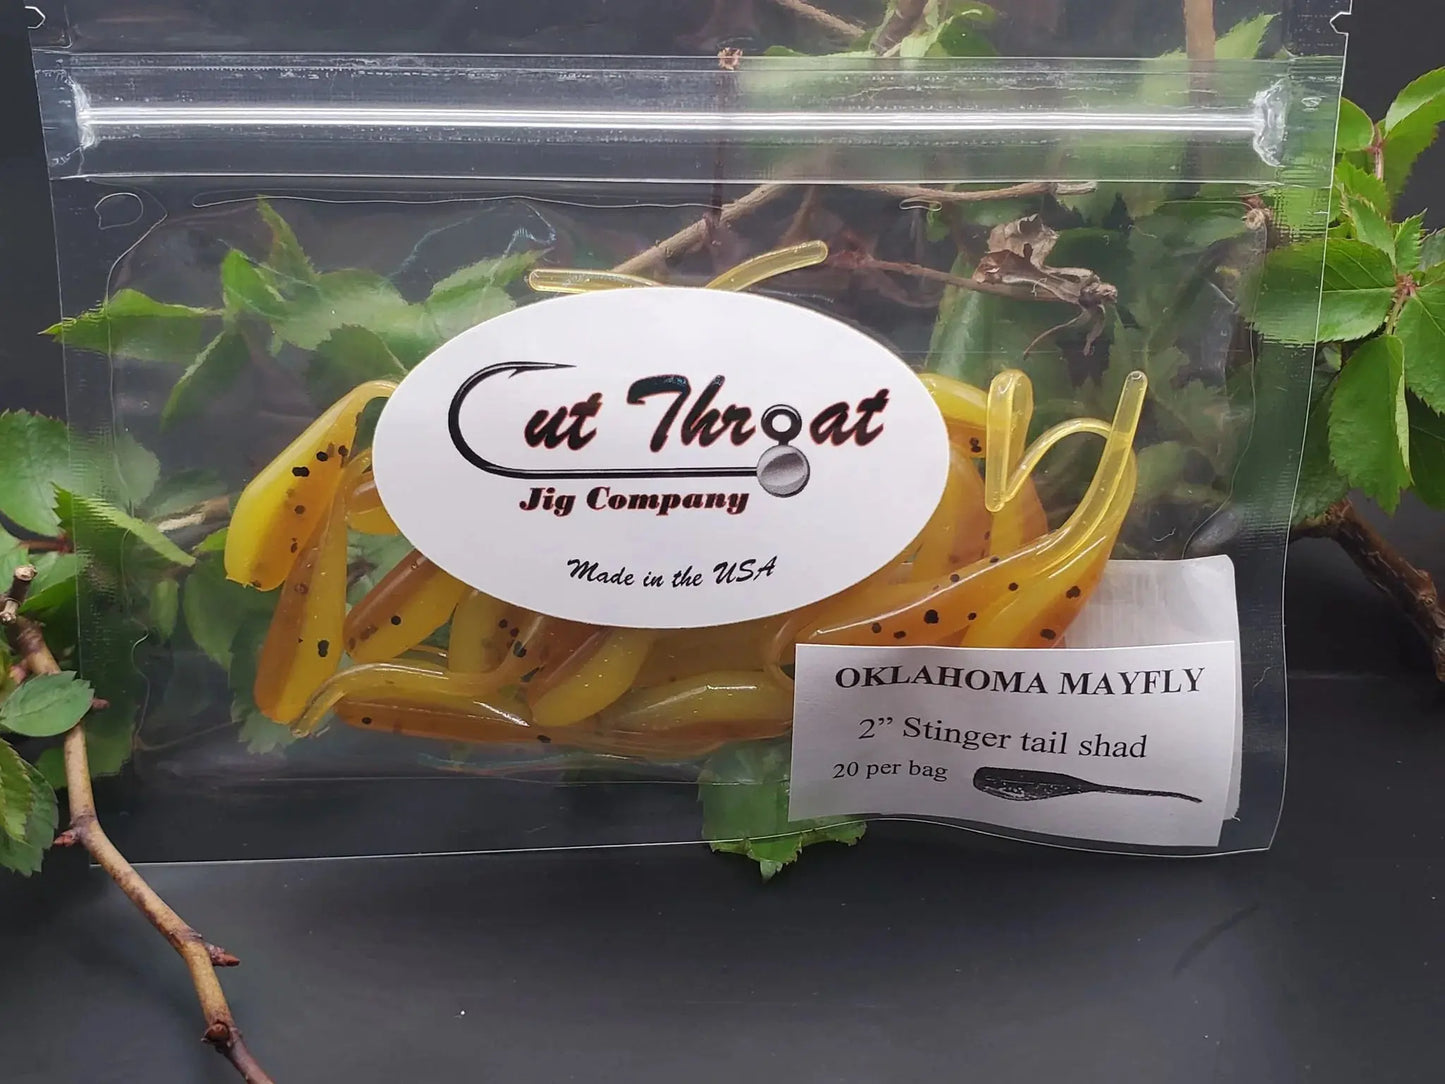 Cut Throat
Jig Company
Made in the USA
OKLAHOMA MAYFLY
2” Stinger tail shad
20 per bag